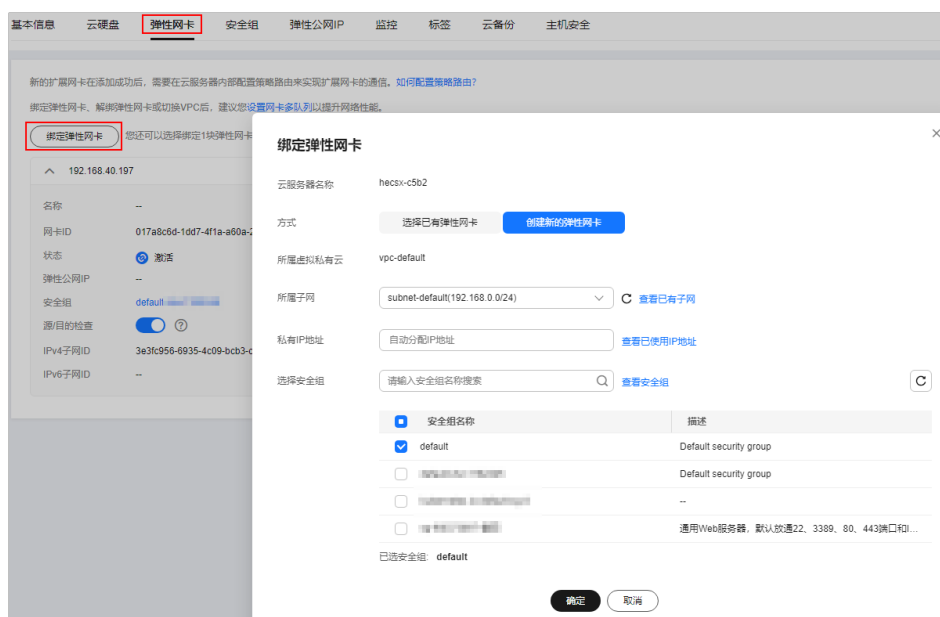 基本信息 云硬盘 弹性网卡 安全组 弹性公网IP 监控 标签 云备份 主机安全
新的扩展网卡在添加成功后，需要在云服务器内部配置策略路由来实现扩展网卡的通信。如何配置策略路由?
绑定弹性网卡、解绑弹性网卡或切换VPC后，建议您设置网卡多队列以提升网络性能。
绑定弹性网卡 您还可以选择绑定1块弹性网卡
192.168.40.197
名称 --
网卡ID 017a8c6d-1dd7-4f1a-a60a-2
状态 激活
弹性公网IP --
安全组 default
源/目的检查
IPv4子网ID 3e3fc956-6935-4c09-bcb3-c
IPv6子网ID --
绑定弹性网卡
云服务器名称 hecsx-c5b2
方式 选择已有弹性网卡 创建新的弹性网卡
所属虚拟私有云 vpc-default
所属子网 subnet-default(192.168.0.0/24) 查看已有子网
私有IP地址 自动分配IP地址 查看已使用IP地址
选择安全组 请输入安全组名称搜索 查看安全组
安全组名称 描述
default Default security group
Default security group
--
通用Web服务器，默认放通22、3389、80、443端口和I...
已选安全组: default
确定 取消